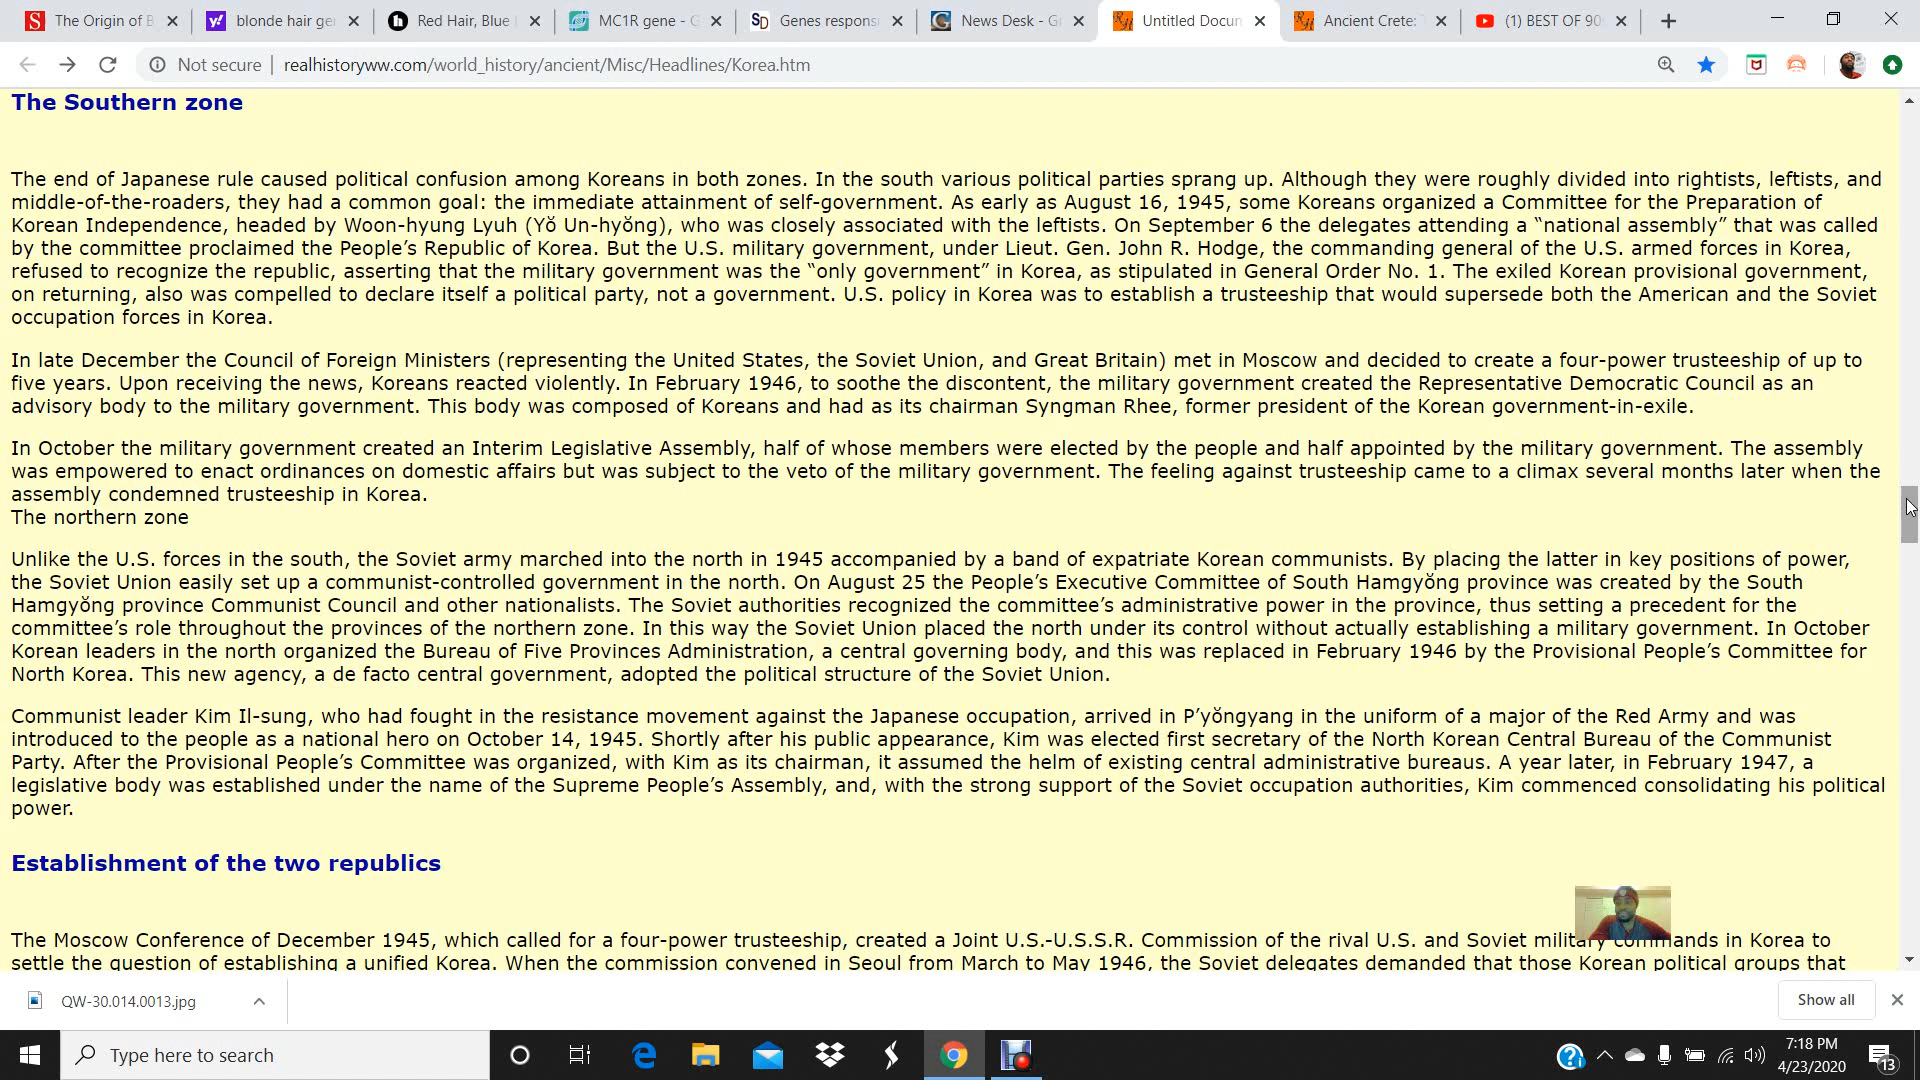 The Origin of B
blonde hair ge
Red Hair, Blue
MC1R gene - G
Genes respons
News Desk - G
Untitled Docun
Ancient Crete:
(1) BEST OF 90
Not secure | realhistoryww.com/world_history/ancient/Misc/Headlines/Korea.htm
The Southern zone
The end of Japanese rule caused political confusion among Koreans in both zones. In the south various political parties sprang up. Although they were roughly divided into rightists, leftists, and
middle-of-the-roaders, they had a common goal: the immediate attainment of self-government. As early as August 16, 1945, some Koreans organized a Committee for the Preparation of
Korean Independence, headed by Woon-hyung Lyuh (Yŏ Un-hyŏng), who was closely associated with the leftists. On September 6 the delegates attending a “national assembly” that was called
by the committee proclaimed the People’s Republic of Korea. But the U.S. military government, under Lieut. Gen. John R. Hodge, the commanding general of the U.S. armed forces in Korea,
refused to recognize the republic, asserting that the military government was the “only government” in Korea, as stipulated in General Order No. 1. The exiled Korean provisional government,
on returning, also was compelled to declare itself a political party, not a government. U.S. policy in Korea was to establish a trusteeship that would supersede both the American and the Soviet
occupation forces in Korea.
In late December the Council of Foreign Ministers (representing the United States, the Soviet Union, and Great Britain) met in Moscow and decided to create a four-power trusteeship of up to
five years. Upon receiving the news, Koreans reacted violently. In February 1946, to soothe the discontent, the military government created the Representative Democratic Council as an
advisory body to the military government. This body was composed of Koreans and had as its chairman Syngman Rhee, former president of the Korean government-in-exile.
In October the military government created an Interim Legislative Assembly, half of whose members were elected by the people and half appointed by the military government. The assembly
was empowered to enact ordinances on domestic affairs but was subject to the veto of the military government. The feeling against trusteeship came to a climax several months later when the
assembly condemned trusteeship in Korea.
The northern zone
Unlike the U.S. forces in the south, the Soviet army marched into the north in 1945 accompanied by a band of expatriate Korean communists. By placing the latter in key positions of power,
the Soviet Union easily set up a communist-controlled government in the north. On August 25 the People’s Executive Committee of South Hamgyŏng province was created by the South
Hamgyŏng province Communist Council and other nationalists. The Soviet authorities recognized the committee’s administrative power in the province, thus setting a precedent for the
committee’s role throughout the provinces of the northern zone. In this way the Soviet Union placed the north under its control without actually establishing a military government. In October
Korean leaders in the north organized the Bureau of Five Provinces Administration, a central governing body, and this was replaced in February 1946 by the Provisional People’s Committee for
North Korea. This new agency, a de facto central government, adopted the political structure of the Soviet Union.
Communist leader Kim Il-sung, who had fought in the resistance movement against the Japanese occupation, arrived in P’yŏngyang in the uniform of a major of the Red Army and was
introduced to the people as a national hero on October 14, 1945. Shortly after his public appearance, Kim was elected first secretary of the North Korean Central Bureau of the Communist
Party. After the Provisional People’s Committee was organized, with Kim as its chairman, it assumed the helm of existing central administrative bureaus. A year later, in February 1947, a
legislative body was established under the name of the Supreme People’s Assembly, and, with the strong support of the Soviet occupation authorities, Kim commenced consolidating his political
power.
Establishment of the two republics
The Moscow Conference of December 1945, which called for a four-power trusteeship, created a Joint U.S.-U.S.S.R. Commission of the rival U.S. and Soviet military commands in Korea to
settle the question of establishing a unified Korea. When the commission convened in Seoul from March to May 1946, the Soviet delegates demanded that those Korean political groups that
QW-30.014.0013.jpg
Show all
Type here to search
7:18 PM
4/23/2020
13